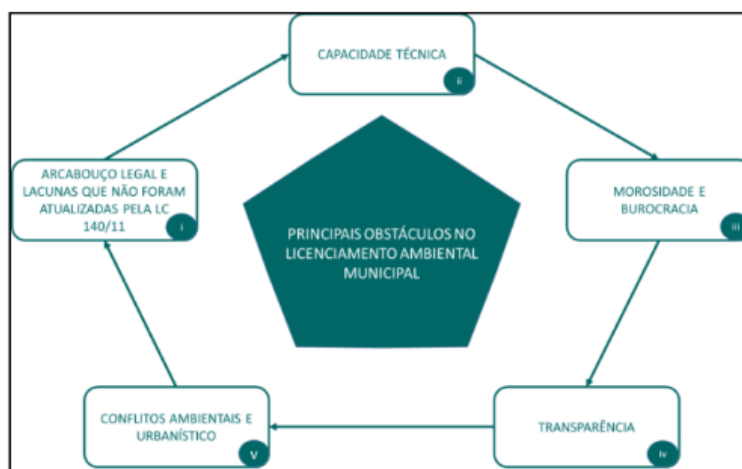 CAPACIDADE TÉCNICA
ii
ARCABOUÇO LEGAL E
LACUNAS QUE NÃO FORAM
ATUALIZADAS PELA LC
140/11
i
MOROSIDADE E
BUROCRACIA
iii
PRINCIPAIS OBSTÁCULOS NO
LICENCIAMENTO AMBIENTAL
MUNICIPAL
CONFLITOS AMBIENTAIS E
URBANÍSTICO
V
TRANSPARÊNCIA
iv